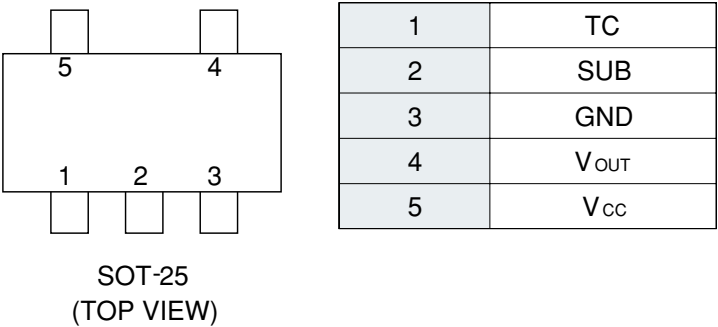 5 4
1 2 3
SOT-25
(TOP VIEW)
1 TC
2 SUB
3 GND
4 VOUT
5 VCC